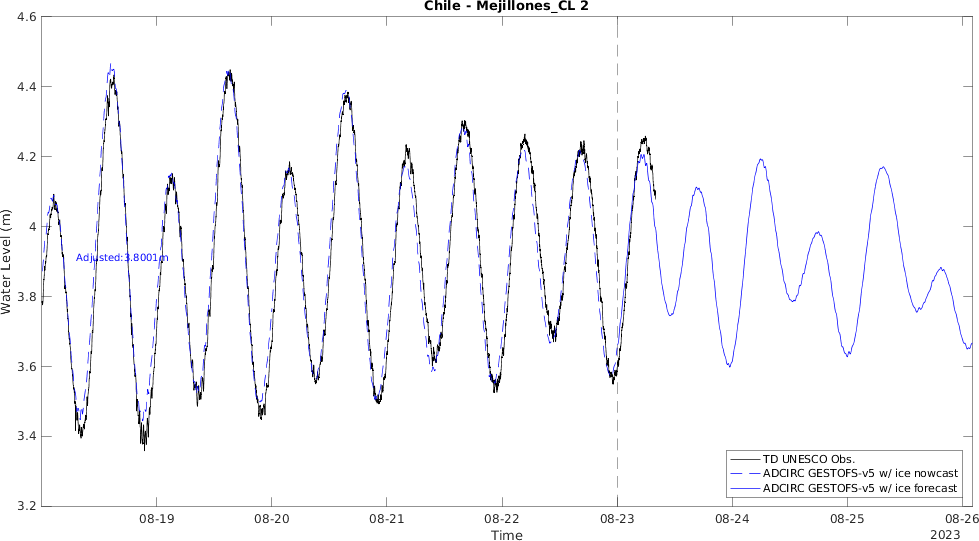 Chile - Mejillones_CL 2
4.6
4.4
4.2
4
3.8
3.6
3.4
3.2
Water Level (m)
Adjusted:3.8001m
TD UNESCO Obs.
ADCIRC GESTOFS-v5 w/ ice nowcast
ADCIRC GESTOFS-v5 w/ ice forecast
08-19 08-20 08-21 08-22 08-23 08-24 08-25 08-26
Time
2023